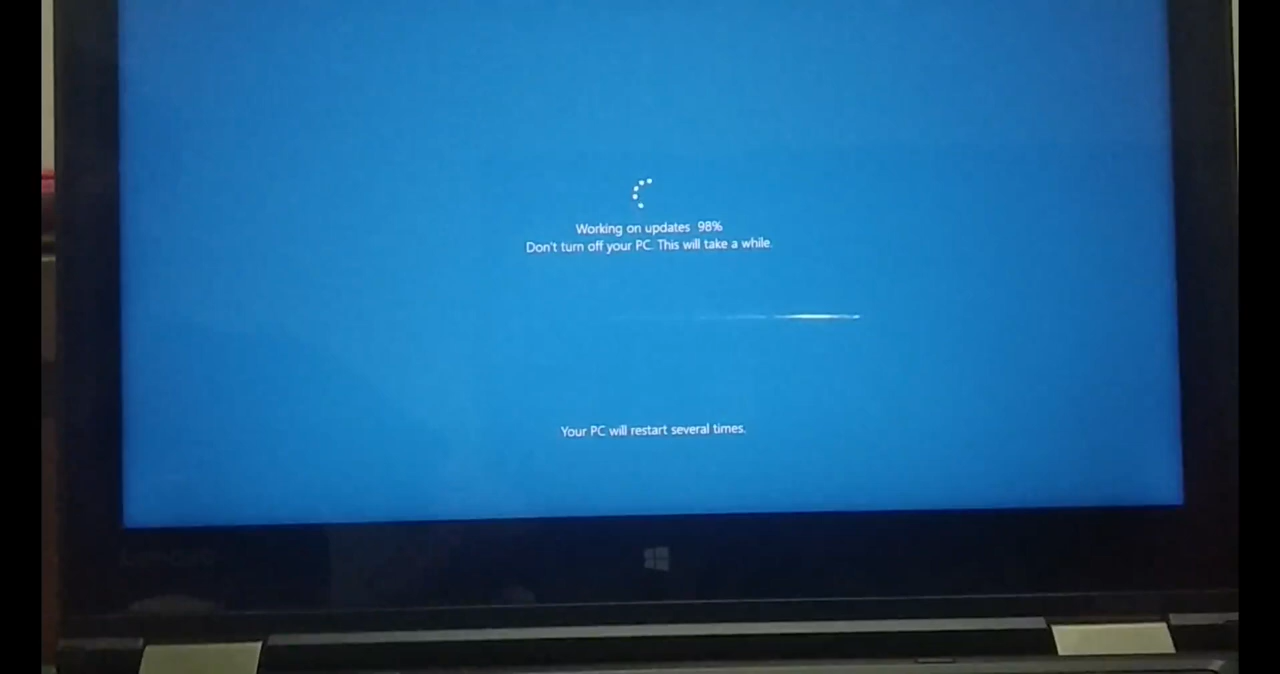 Working on updates 98%
Don't turn off your PC. This will take a while.
Your PC will restart several times.